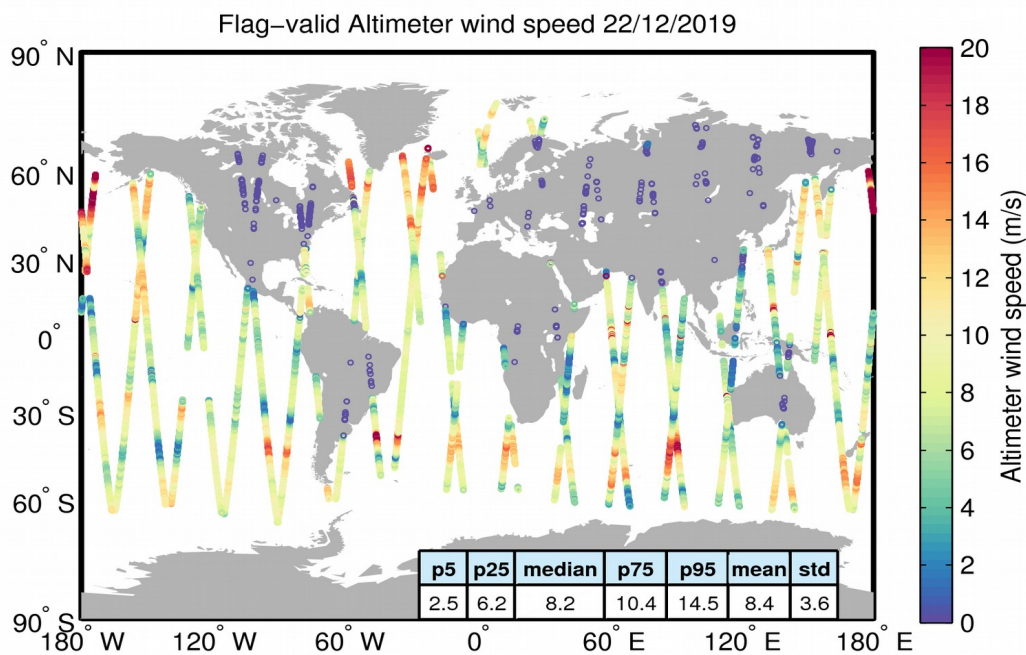 Flag−valid Altimeter wind speed 22/12/2019
90° N
60° N
30° N
0°
30° S
60° S
90° S
180° W
120° W
60° W
0°
60° E
120° E
180° E
p5 p25 median p75 p95 mean std
2.5 6.2 8.2 10.4 14.5 8.4 3.6
20
18
16
14
12
10
8
6
4
2
0
Altimeter wind speed (m/s)